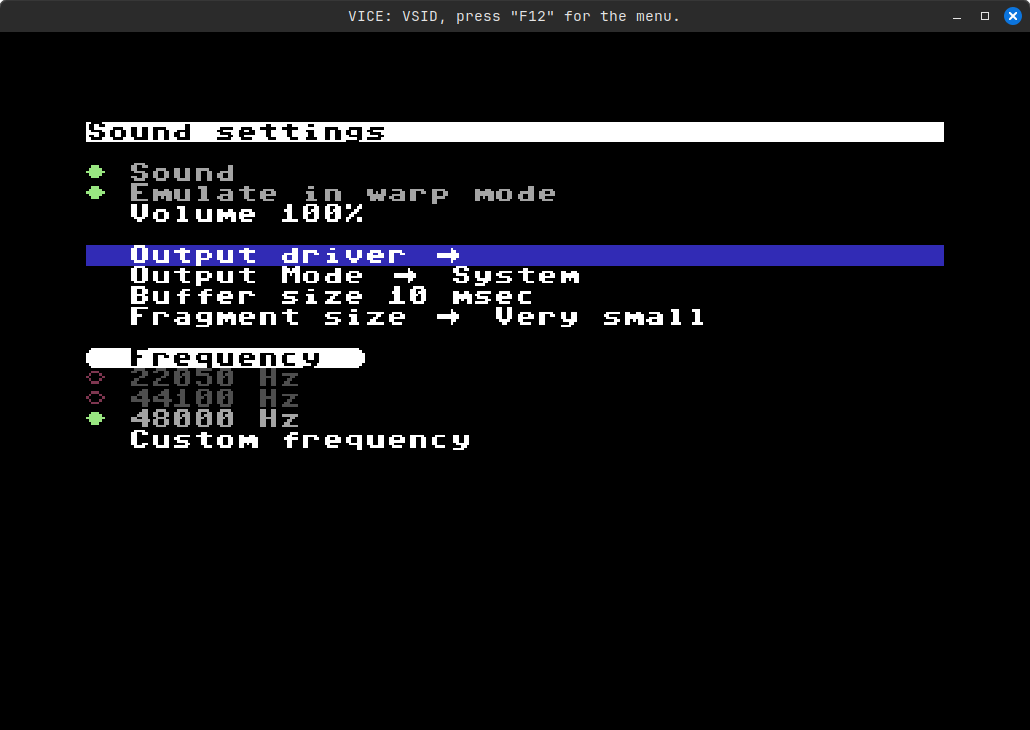 VICE: VSID, press "F12" for the menu.
Sound settings
Sound
Emulate in warp mode
Volume 100%
Output driver →
Output Mode → System
Buffer size 10 msec
Fragment size → Very small
Frequency
22050 Hz
44100 Hz
48000 Hz
Custom frequency